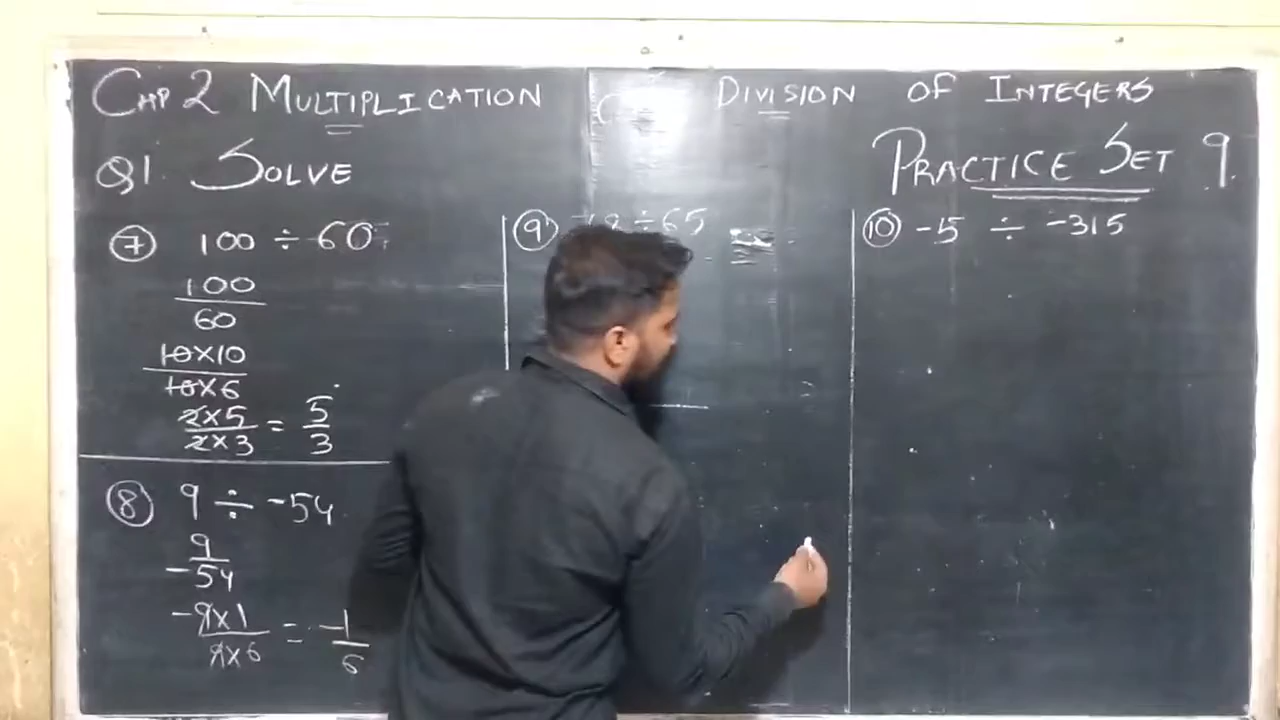 CHP 2 MULTIPLICATION DIVISION OF INTEGERS
PRACTICE SET 9.
Q1. SOLVE
⑦ 100 ÷ 60
100
60
10×10
10×6
2×5
2×3
= 5
3
⑧ 9 ÷ -54
9
-54
-9×1
9×6
= -1
6
⑨ ÷ 65
⑩ -5 ÷ -315